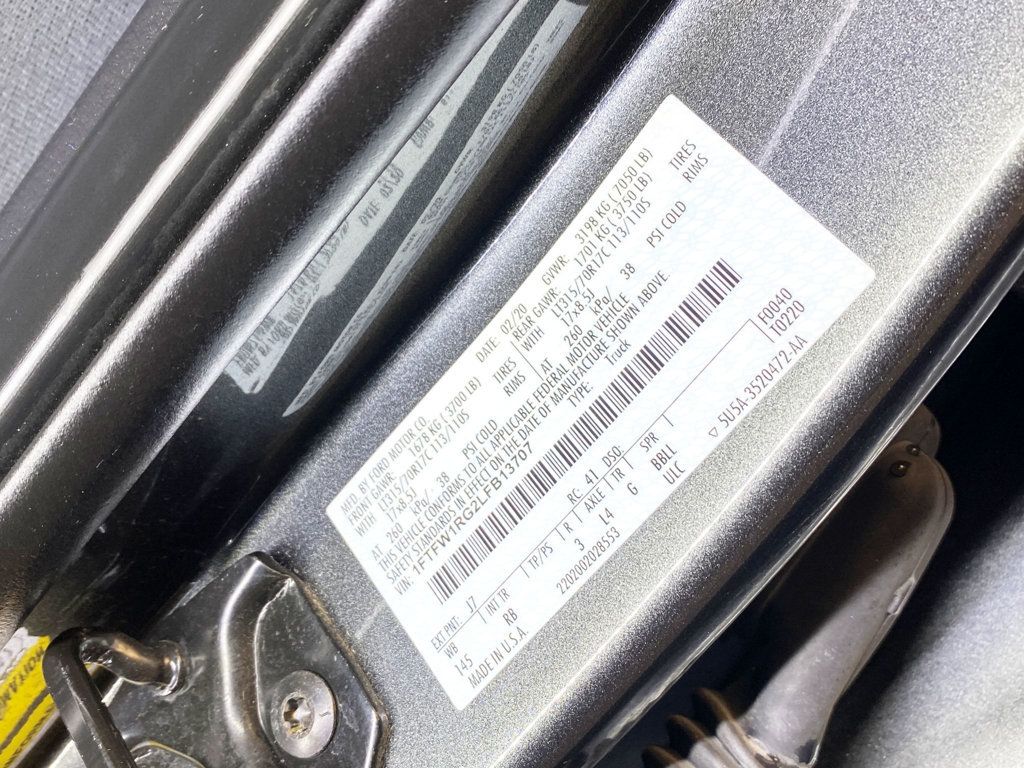 MFD. BY FORD MOTOR CO.
DATE: 02/20 GVWR: 3198 KG (7050 LB)
FRONT GAWR: 1678 KG (3700 LB) REAR GAWR: 1701 KG (3750 LB)
WITH LT315/70R17C 113/110S TIRES WITH LT315/70R17C 113/110S TIRES
17x8.5J RIMS 17x8.5J RIMS
AT 260 kPa/ 38 PSI COLD AT 260 kPa/ 38 PSI COLD
THIS VEHICLE CONFORMS TO ALL APPLICABLE FEDERAL MOTOR VEHICLE
SAFETY STANDARDS IN EFFECT ON THE DATE OF MANUFACTURE SHOWN ABOVE
VIN: 1FTFW1RG2LFB13707 TYPE: Truck
F0040
T0220
EXT PNT: J7 RC: 41 DSO:
WB INT TR TP/PS R AXLE TR SPR
145 RB 3 L4 G BBLL
MADE IN U.S.A. 2202002028553 ULC
▽ 5U5A-3520472-AA